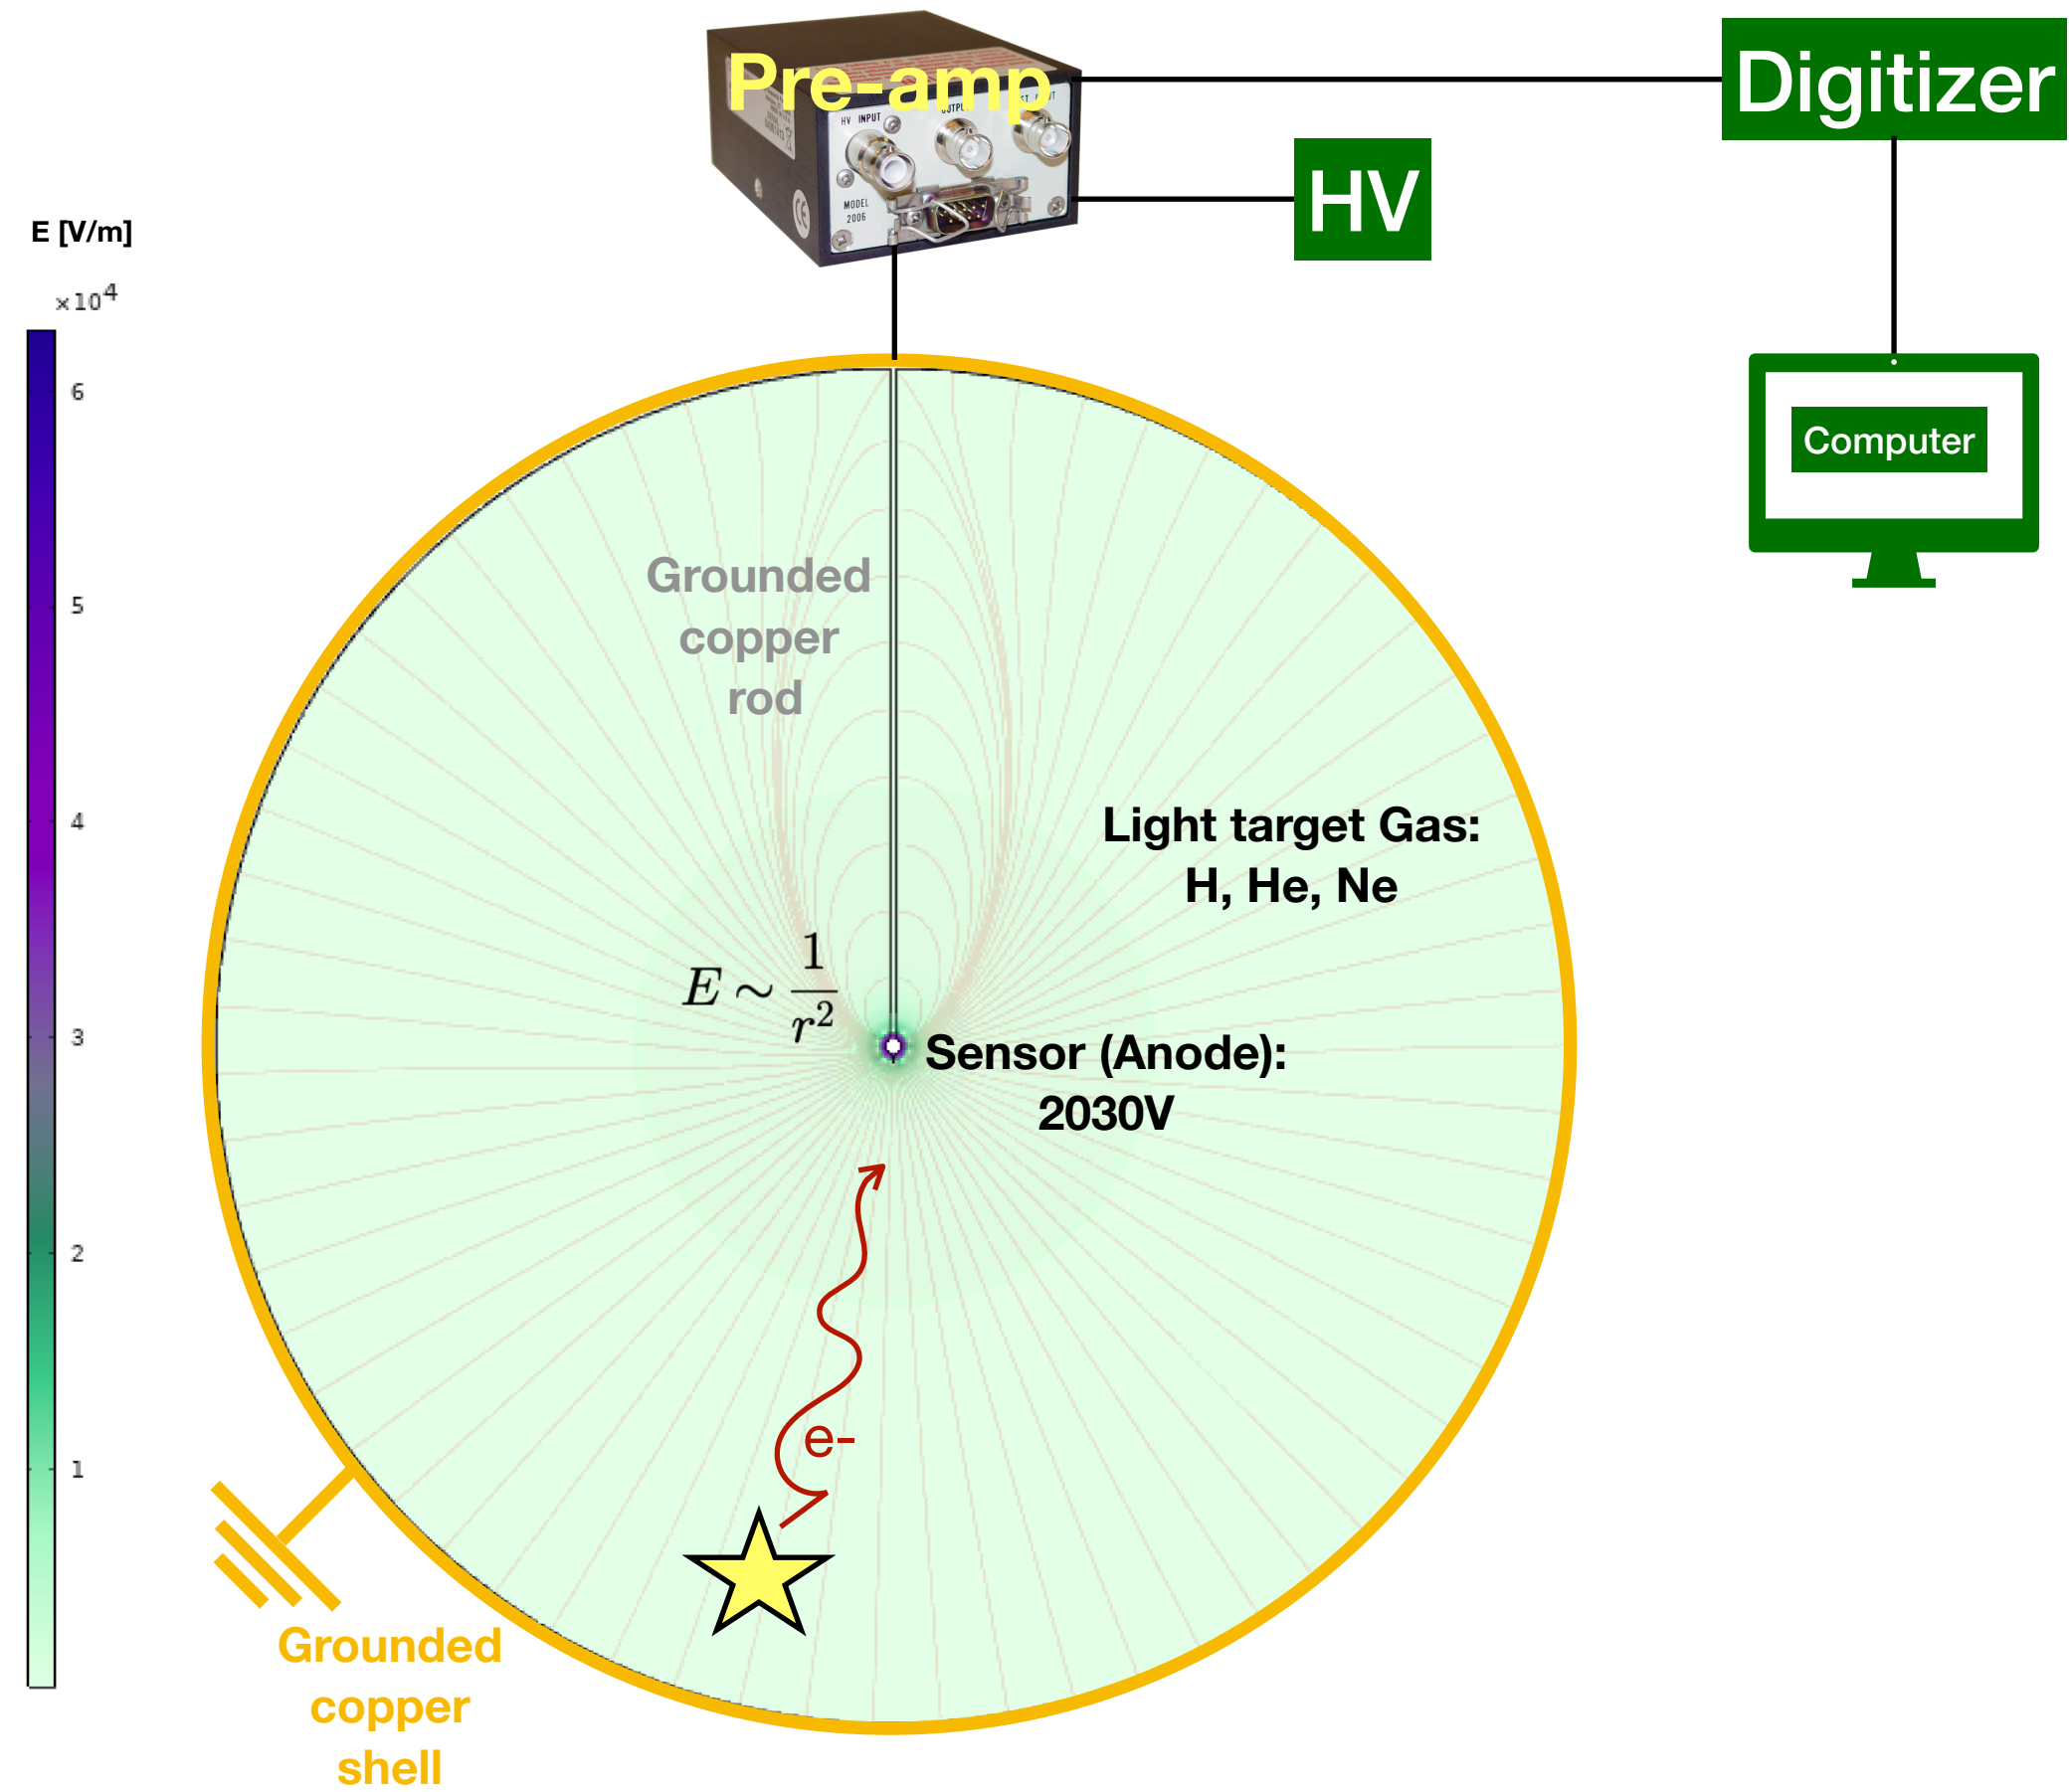 Pre-amp
HV INPUT
OUTPUT
MODEL
2006
CE
Digitizer
HV
Computer
E [V/m]
×10⁴
6
5
4
3
2
1
Grounded
copper
rod
Light target Gas:
H, He, Ne
E ∼ 1/r²
Sensor (Anode):
2030V
e-
Grounded
copper
shell